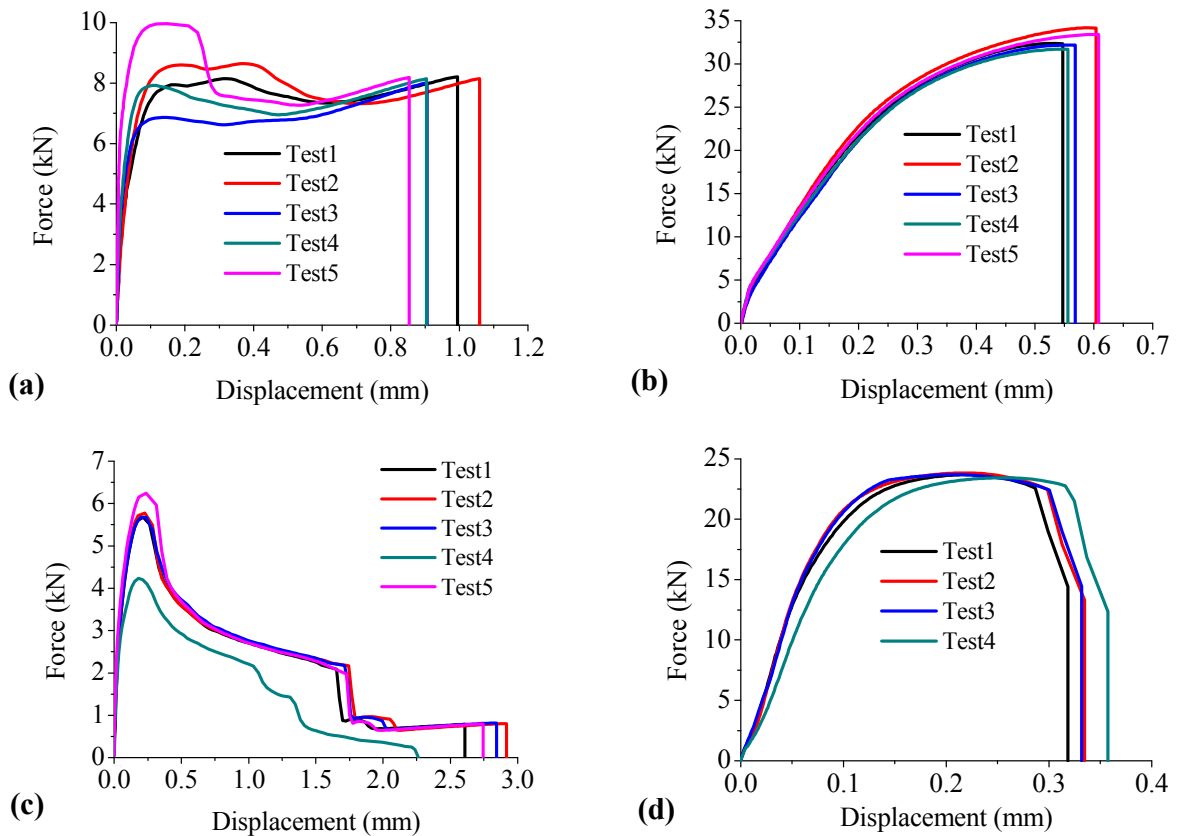 10
8
6
4
2
0
Force (kN)
Test1
Test2
Test3
Test4
Test5
0.0 0.2 0.4 0.6 0.8 1.0 1.2
Displacement (mm)
(a)
35
30
25
20
15
10
5
0
Force (kN)
Test1
Test2
Test3
Test4
Test5
0.0 0.1 0.2 0.3 0.4 0.5 0.6 0.7
Displacement (mm)
(b)
7
6
5
4
3
2
1
0
Force (kN)
Test1
Test2
Test3
Test4
Test5
0.0 0.5 1.0 1.5 2.0 2.5 3.0
Displacement (mm)
(c)
25
20
15
10
5
0
Force (kN)
Test1
Test2
Test3
Test4
0.0 0.1 0.2 0.3 0.4
Displacement (mm)
(d)